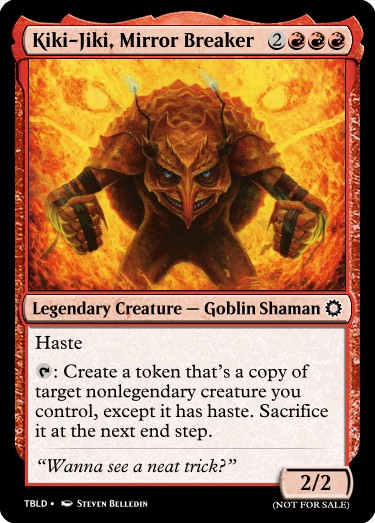 Kiki-Jiki, Mirror Breaker 2
Legendary Creature — Goblin Shaman
Haste
: Create a token that's a copy of
target nonlegendary creature you
control, except it has haste. Sacrifice
it at the next end step.
"Wanna see a neat trick?"
2/2
TBLD • Steven Belledin
(NOT FOR SALE)